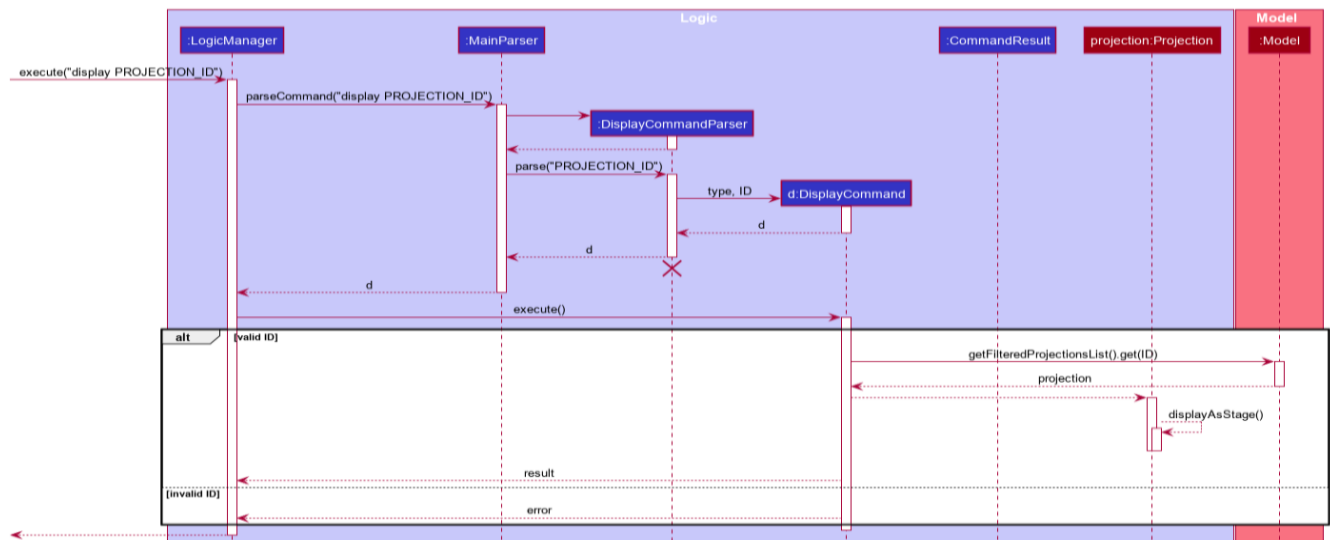 Logic
Model
:LogicManager
:MainParser
:CommandResult
projection:Projection
:Model
execute("display PROJECTION_ID")
parseCommand("display PROJECTION_ID")
:DisplayCommandParser
parse("PROJECTION_ID")
type, ID
d:DisplayCommand
d
d
d
execute()
alt
[valid ID]
getFilteredProjectionsList().get(ID)
projection
displayAsStage()
result
[invalid ID]
error